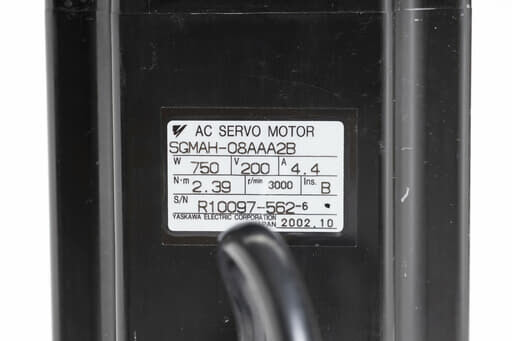 AC SERVO MOTOR
SGMAH-08AAA2B
W 750 V 200 A 4.4
N·m 2.39 r/min 3000 Ins. B
S/N R10097-562-6
YASKAWA ELECTRIC CORPORATION
JAPAN 2002.10